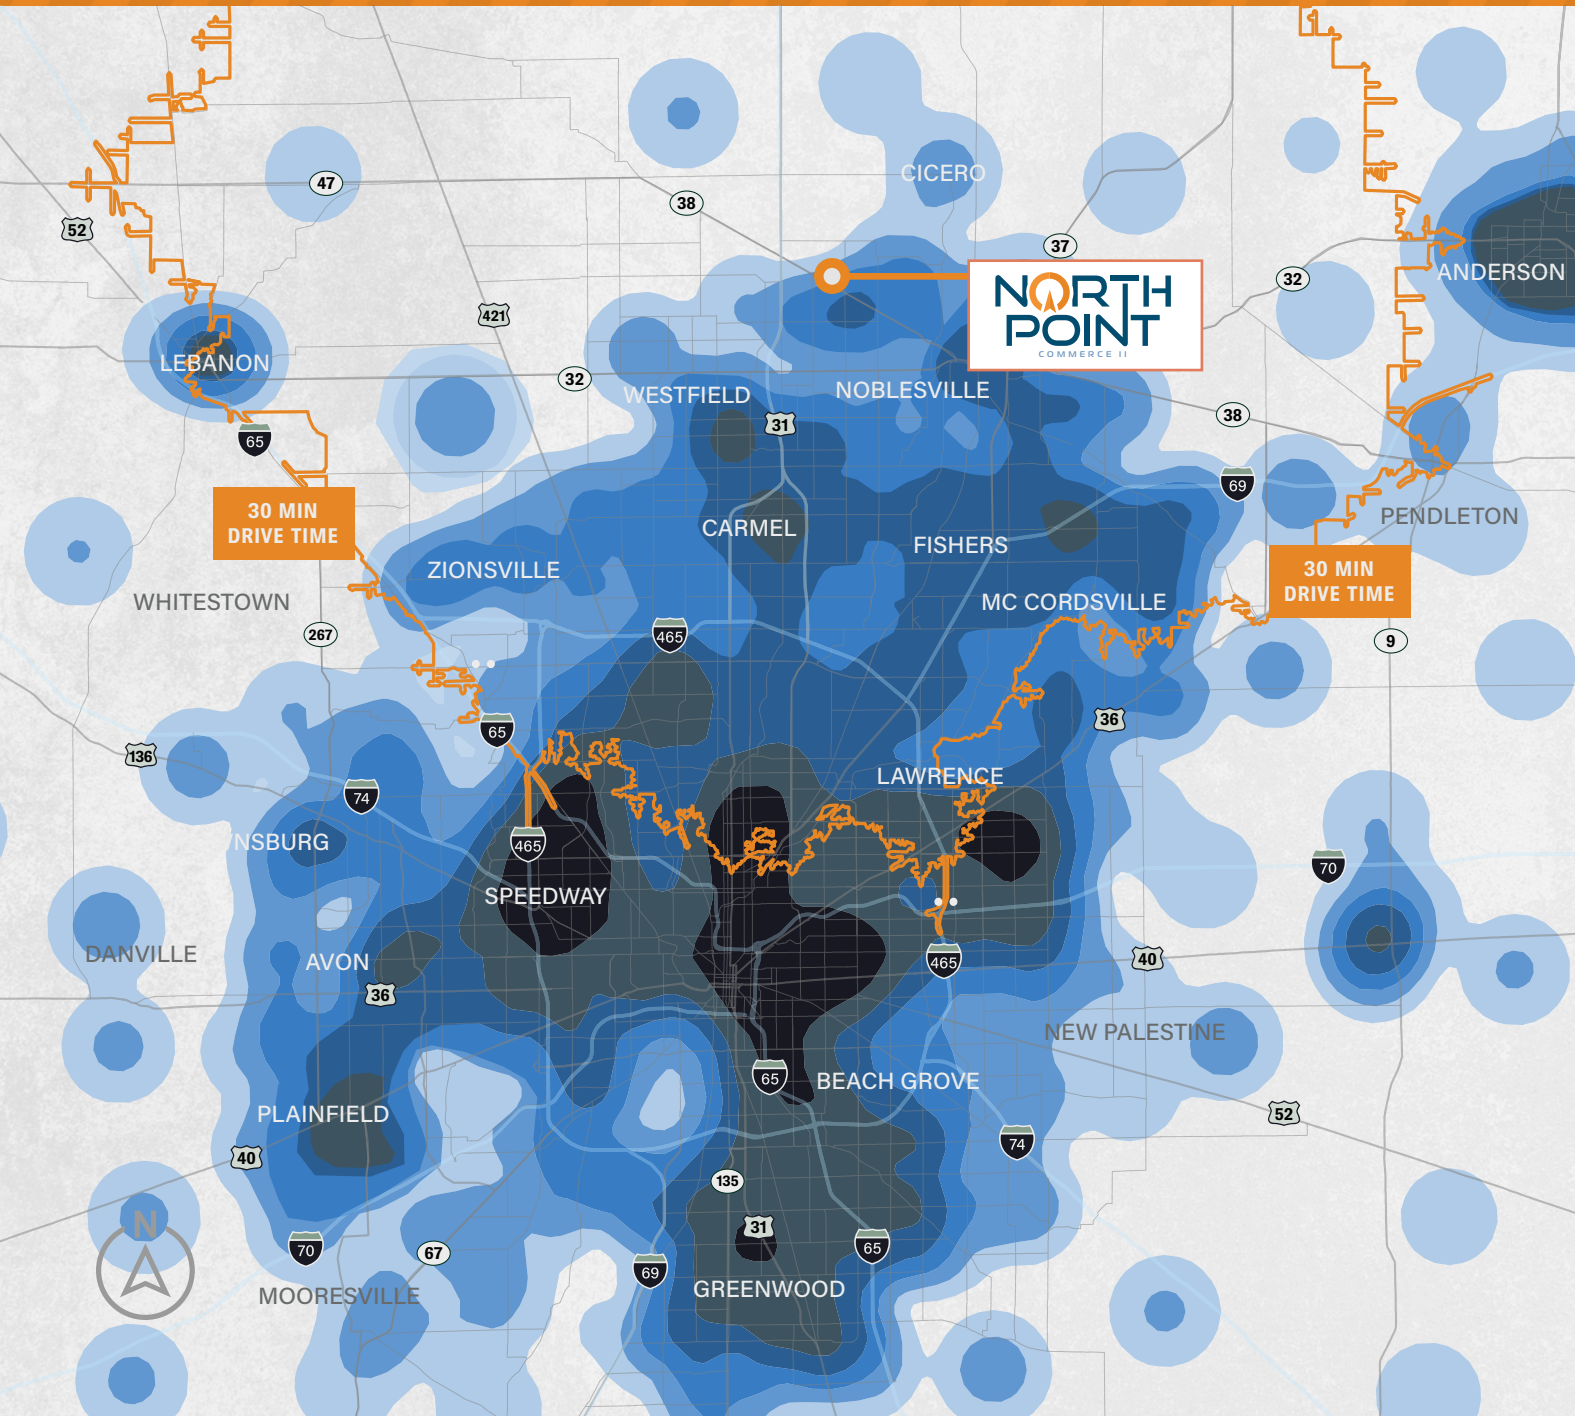 CICERO
47
38
52
37
32
ANDERSON
NORTH
POINT
COMMERCE II
421
LEBANON
32
WESTFIELD
NOBLESVILLE
31
38
65
69
30 MIN
DRIVE TIME
CARMEL
FISHERS
PENDLETON
ZIONSVILLE
30 MIN
DRIVE TIME
WHITESTOWN
MC CORDSVILLE
267
465
9
65
36
136
74
LAWRENCE
NSBURG
465
70
SPEEDWAY
DANVILLE
AVON
465
40
36
NEW PALESTINE
65
BEACH GROVE
PLAINFIELD
52
74
40
135
N
31
70
67
65
69
MOORESVILLE
GREENWOOD